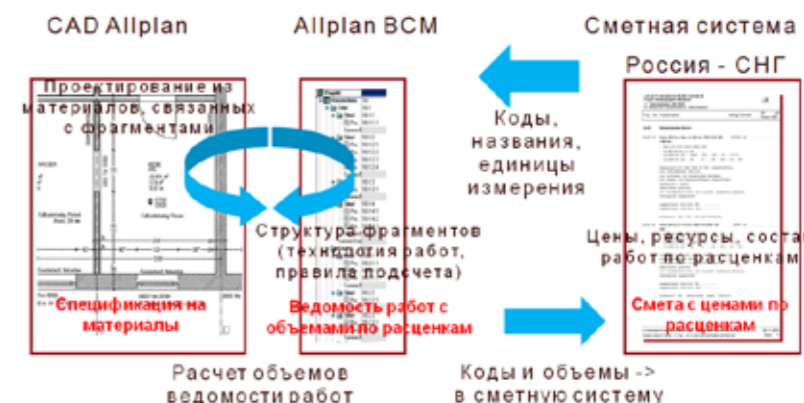 CAD Allplan
Allplan BCM
Сметная система
Россия - СНГ
Проектирование из
материалов, связанных
с фрагментами
Коды,
названия,
единицы
измерения
Структура фрагментов
(технология работ,
правила подсчета)
Цены, ресурсы, состав
работ по расценкам
Спецификация на
материалы
Ведомость работ с
объемами по расценкам
Смета с ценами по
расценкам
Расчет объемов
ведомости работ
Коды и объемы ->
в сметную систему